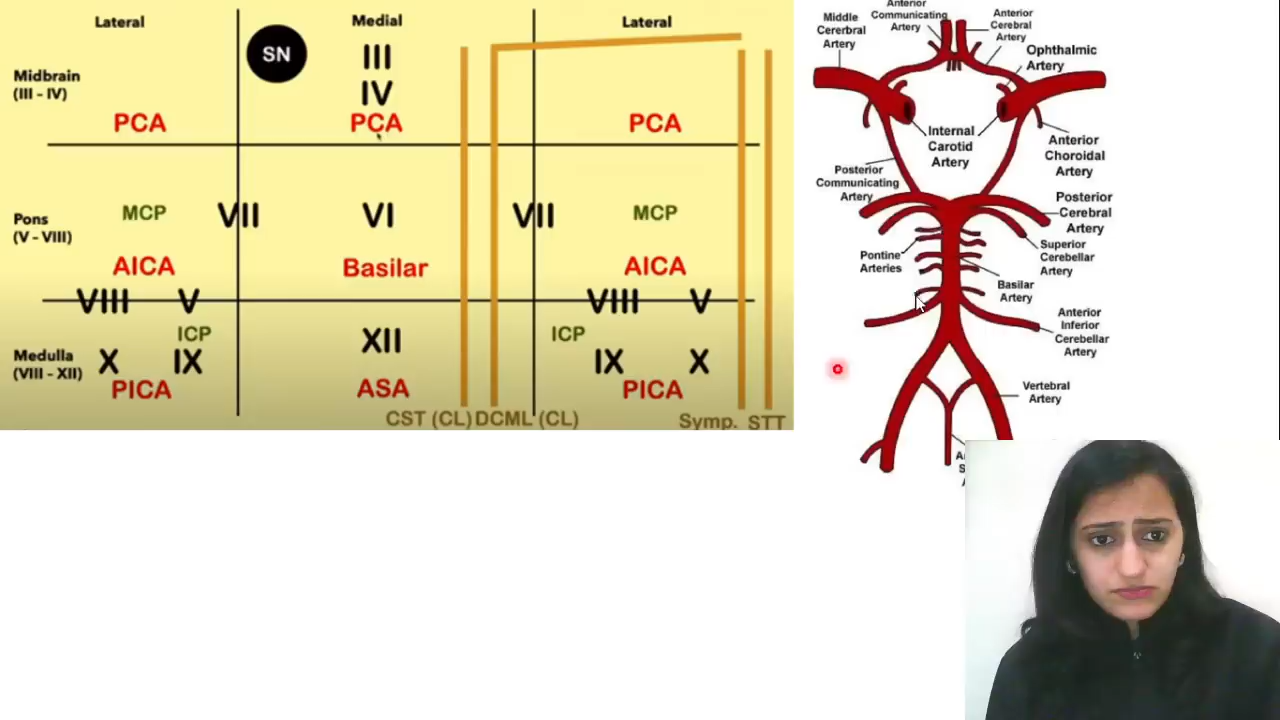 Lateral
Medial
Lateral
SN
III
Midbrain
(III - IV)
IV
PCA
PCA
PCA
Pons
(V - VIII)
MCP
VII
VI
VII
MCP
AICA
Basilar
AICA
VIII
V
VIII
V
ICP
XII
ICP
Medulla
(VIII - XII)
X
IX
IX
X
PICA
ASA
PICA
CST (CL)
DCML (CL)
Symp.
STT
Middle
Cererbral
Artery
Anterior
Communicating
Artery
Anterior
Cerebral
Artery
Ophthalmic
Artery
Internal
Carotid
Artery
Anterior
Choroidal
Artery
Posterior
Communicating
Artery
Posterior
Cerebral
Artery
Superior
Cerebellar
Artery
Pontine
Arteries
Basilar
Artery
Anterior
Inferior
Cerebellar
Artery
Vertebral
Artery